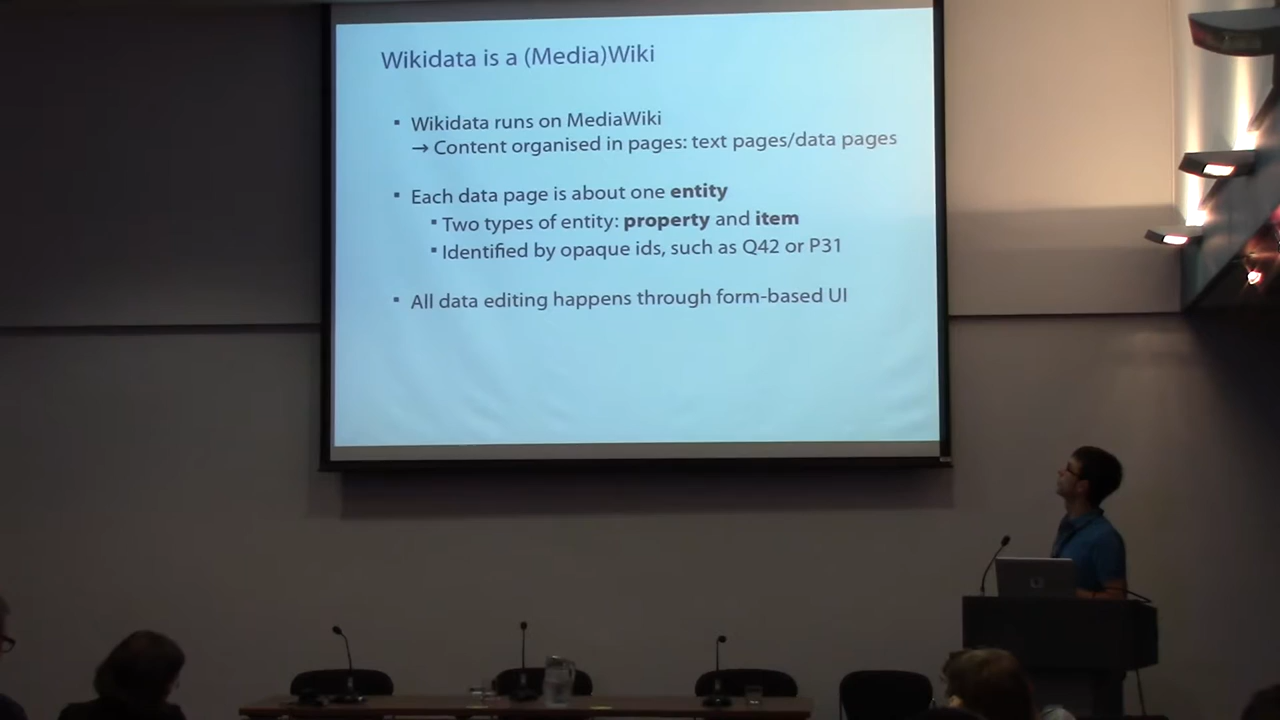 Wikidata is a (Media)Wiki
▪ Wikidata runs on MediaWiki
→ Content organised in pages: text pages/data pages
▪ Each data page is about one entity
▪ Two types of entity: property and item
▪ Identified by opaque ids, such as Q42 or P31
▪ All data editing happens through form-based UI